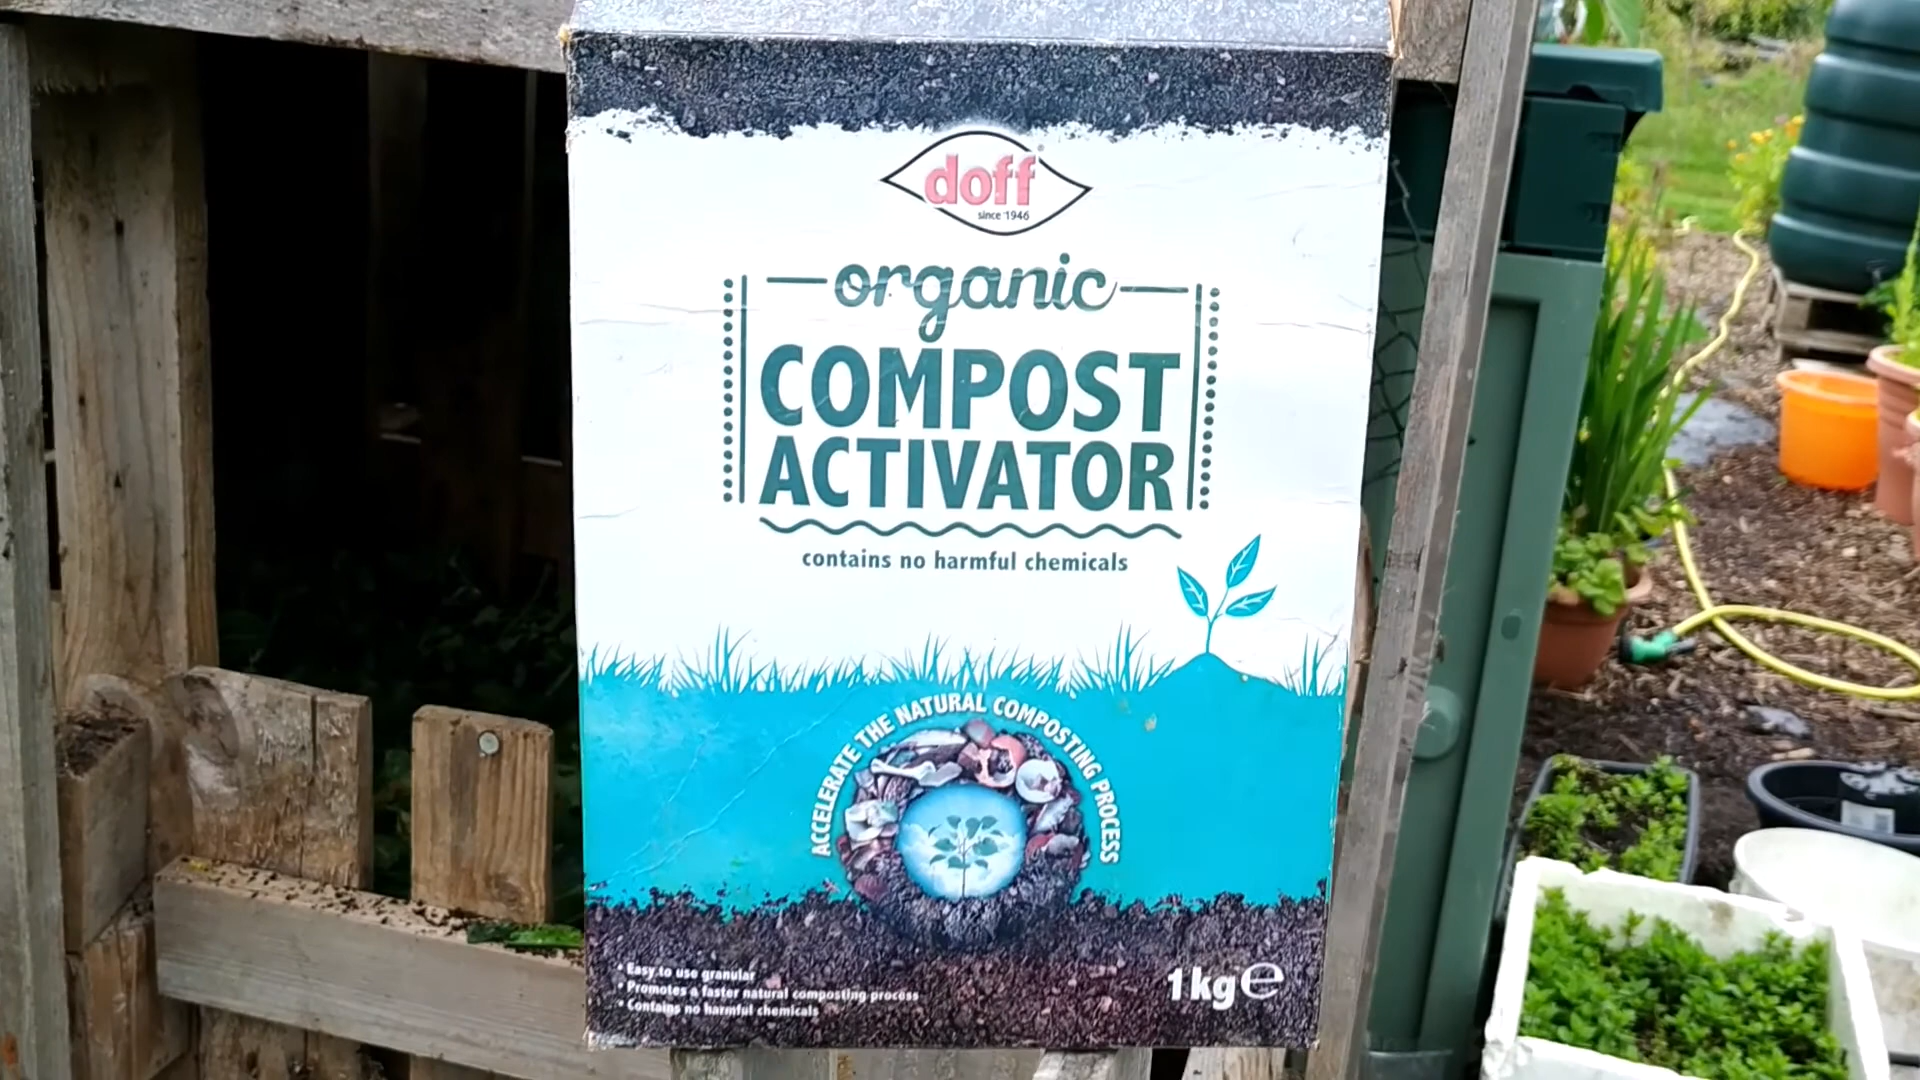 doff
since 1946
organic
COMPOST
ACTIVATOR
contains no harmful chemicals
ACCELERATE THE NATURAL COMPOSTING PROCESS
• Easy to use granular
• Promotes a faster natural composting process
• Contains no harmful chemicals
1kg℮